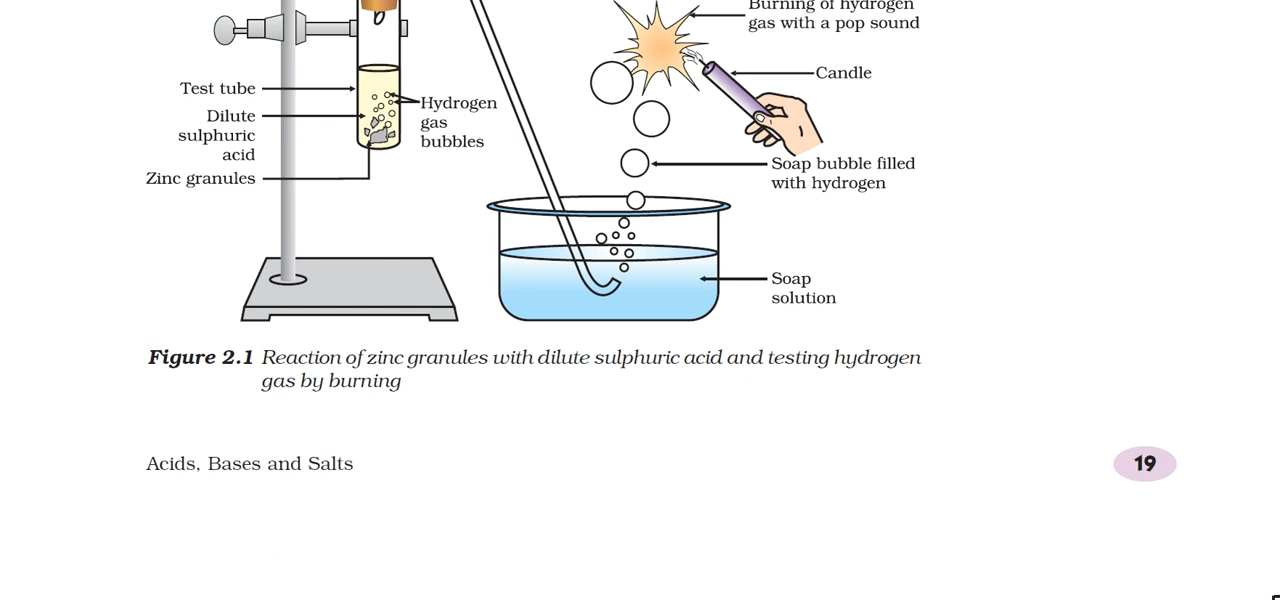 Burning of hydrogen
gas with a pop sound
Candle
Test tube
Hydrogen
gas
bubbles
Dilute
sulphuric
acid
Zinc granules
Soap bubble filled
with hydrogen
Soap
solution
Figure 2.1 Reaction of zinc granules with dilute sulphuric acid and testing hydrogen
gas by burning
Acids, Bases and Salts
19